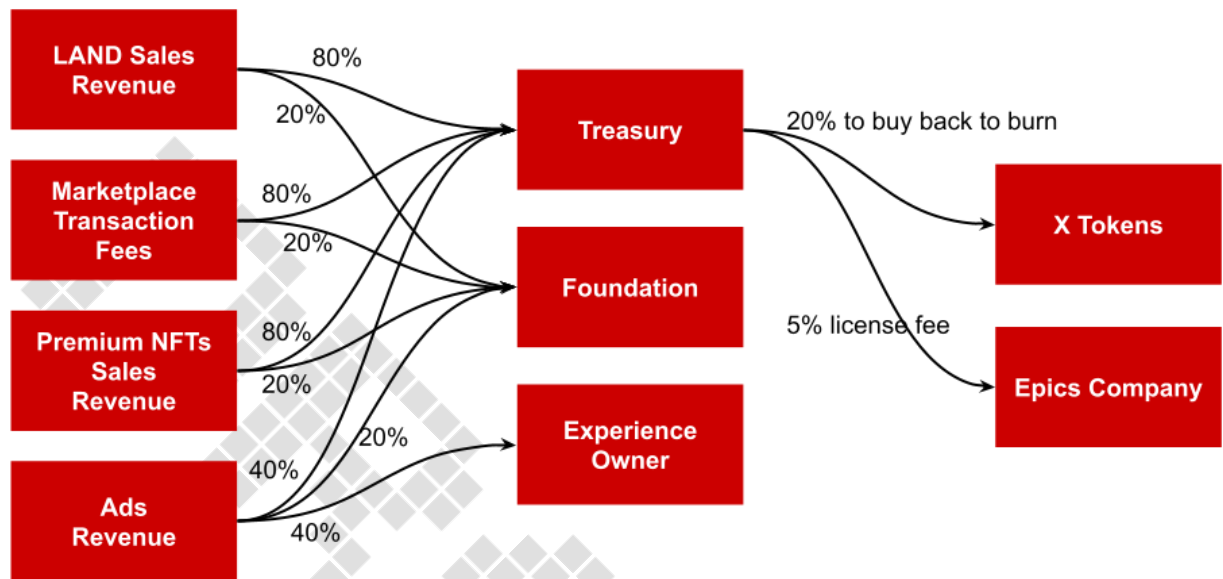 LAND Sales
Revenue
80%
20%
Marketplace
Transaction
Fees
80%
20%
Premium NFTs
Sales
Revenue
80%
20%
Ads
Revenue
40%
20%
40%
Treasury
Foundation
Experience
Owner
20% to buy back to burn
5% license fee
X Tokens
Epics Company